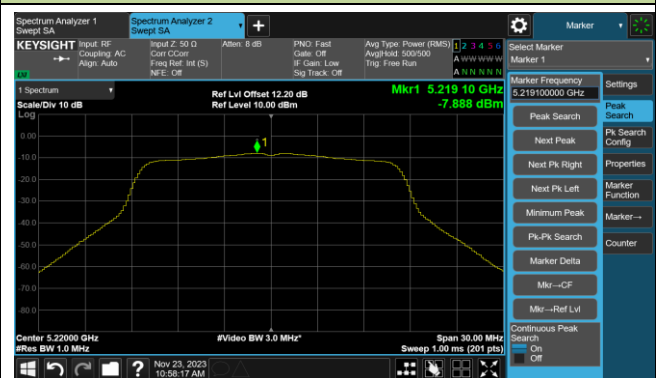 Spectrum Analyzer 1
Swept SA
Spectrum Analyzer 2
Swept SA
+
Marker
KEYSIGHT
Input: RF
Coupling: AC
Align: Auto
Input Z: 50 Ω
Corr CCorr
Freq Ref: Int (S)
NFE: Off
Atten: 8 dB
PNO: Fast
Gate: Off
IF Gain: Low
Sig Track: Off
Avg Type: Power (RMS)
Avg|Hold: 500/500
Trig: Free Run
1 2 3 4 5 6
A W W W W W
A N N N N N
Select Marker
Marker 1
1 Spectrum
Scale/Div 10 dB
Log
Ref Lvl Offset 12.20 dB
Ref Level 10.00 dBm
Mkr1 5.219 10 GHz
-7.888 dBm
1
0.00
-10.0
-20.0
-30.0
-40.0
-50.0
-60.0
-70.0
-80.0
Center 5.22000 GHz
#Res BW 1.0 MHz
#Video BW 3.0 MHz*
Span 30.00 MHz
Sweep 1.00 ms (201 pts)
Marker Frequency
5.219100000 GHz
Peak Search
Next Peak
Next Pk Right
Next Pk Left
Minimum Peak
Pk-Pk Search
Marker Delta
Mkr→CF
Mkr→Ref Lvl
Continuous Peak
Search
On
Off
Settings
Peak
Search
Pk Search
Config
Properties
Marker
Function
Marker→
Counter
?
Nov 23, 2023
10:58:17 AM